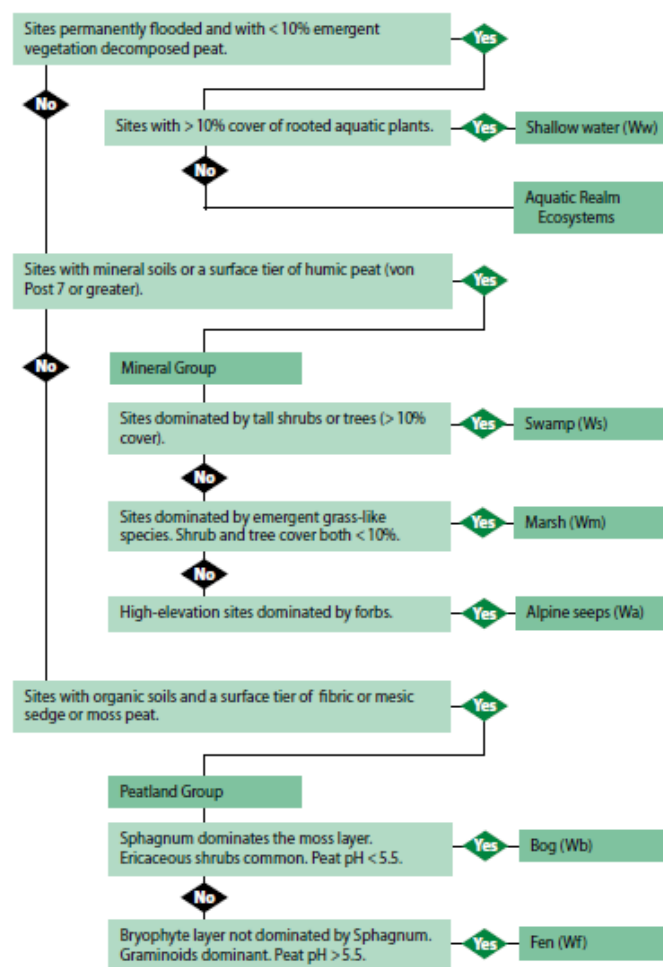 Sites permanently flooded and with < 10% emergent
vegetation decomposed peat.
Yes
No
Sites with > 10% cover of rooted aquatic plants.
Yes
Shallow water (Ww)
No
Aquatic Realm
Ecosystems
Sites with mineral soils or a surface tier of humic peat (von
Post 7 or greater).
Yes
No
Mineral Group
Sites dominated by tall shrubs or trees (> 10%
cover).
Yes
Swamp (Ws)
No
Sites dominated by emergent grass-like
species. Shrub and tree cover both < 10%.
Yes
Marsh (Wm)
No
High-elevation sites dominated by forbs.
Yes
Alpine seeps (Wa)
Sites with organic soils and a surface tier of fibric or mesic
sedge or moss peat.
Yes
Peatland Group
Sphagnum dominates the moss layer.
Ericaceous shrubs common. Peat pH < 5.5.
Yes
Bog (Wb)
No
Bryophyte layer not dominated by Sphagnum.
Graminoids dominant. Peat pH > 5.5.
Yes
Fen (Wf)